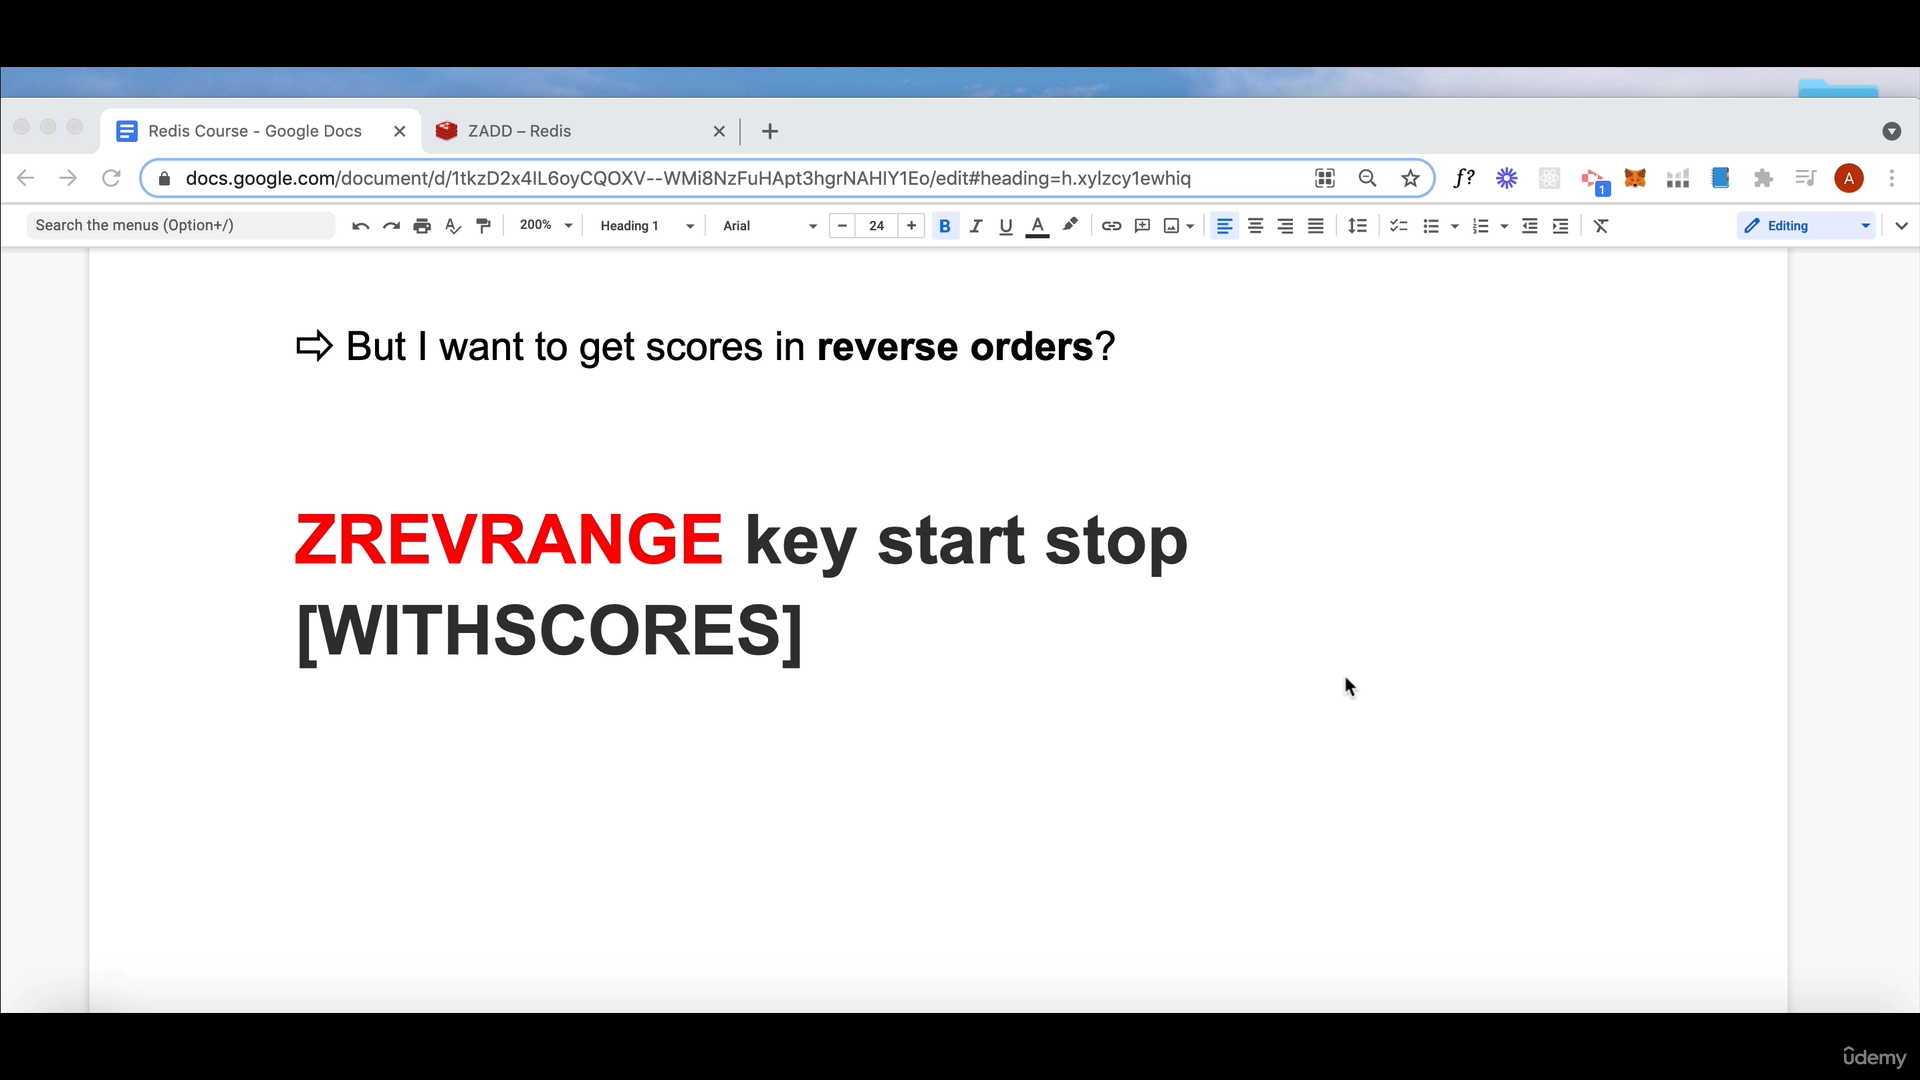 Redis Course - Google Docs
ZADD – Redis
docs.google.com/document/d/1tkzD2x4IL6oyCQOXV--WMi8NzFuHApt3hgrNAHIY1Eo/edit#heading=h.xylzcy1ewhiq
f?
1
A
Search the menus (Option+/)
200%
Heading 1
Arial
24
B
I
U
A
Editing
⇨ But I want to get scores in reverse orders?
ZREVRANGE key start stop
[WITHSCORES]
ûdemy